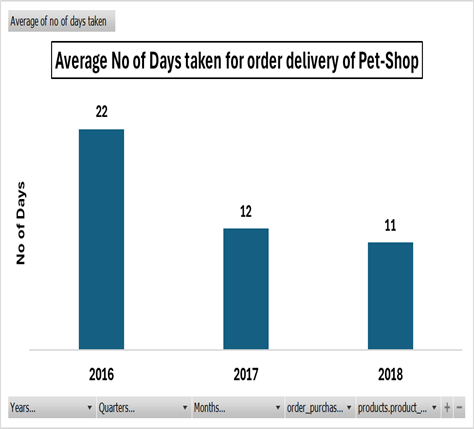 Average of no of days taken
Average No of Days taken for order delivery of Pet-Shop
22
12
11
No of Days
2016 2017 2018
Years... Quarters... Months... order_purchas... products.product_... + −